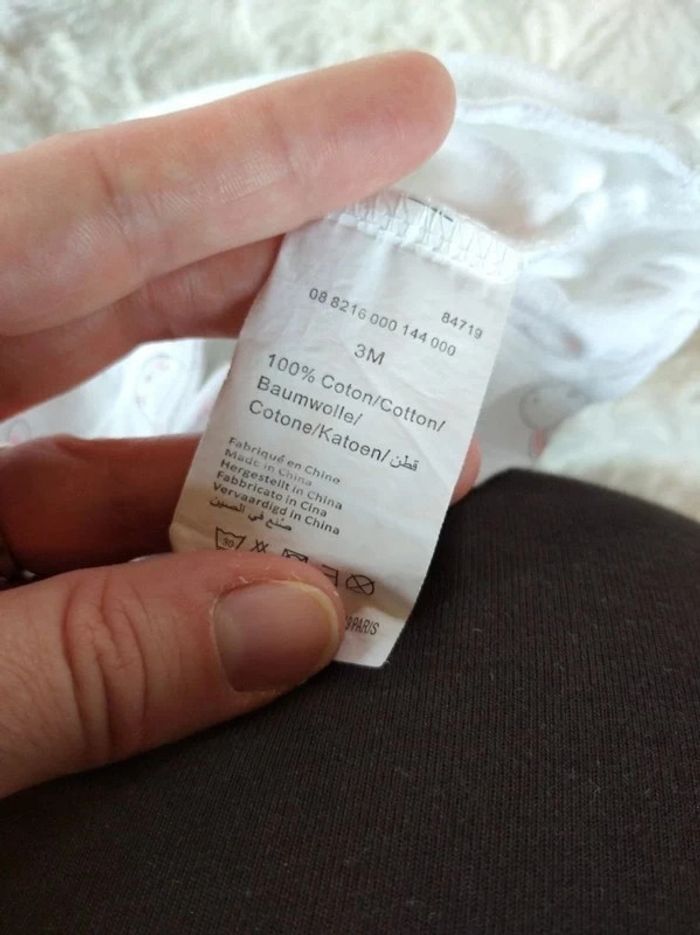 84719
08 8216 000 144 000
3M
100% Coton/Cotton/
Baumwolle/
Cotone/Katoen/ قطن
Fabriqué en Chine
Made in China
Hergestellt in China
Fabbricato in Cina
Vervaardigd in China
صنع في الصين
30
PARIS